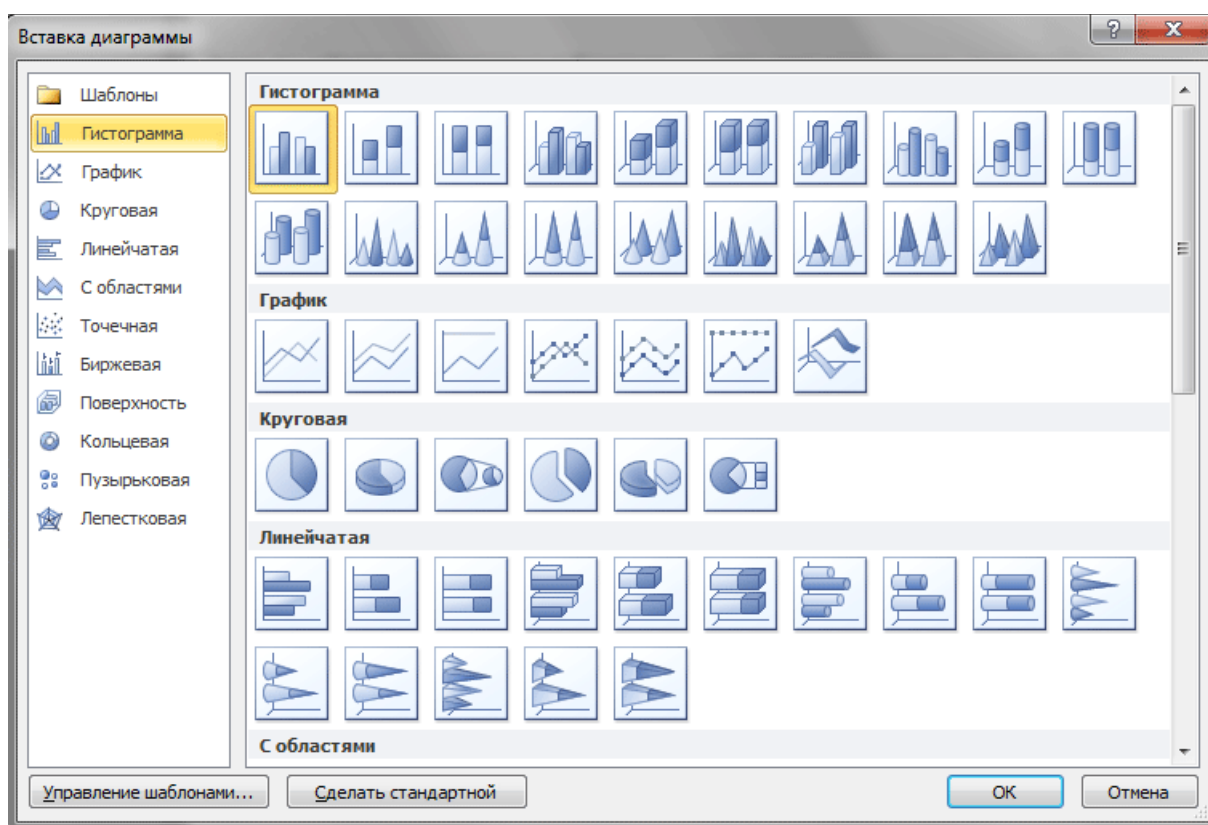 Вставка диаграммы
Шаблоны
Гистограмма
График
Круговая
Линейчатая
С областями
Точечная
Биржевая
Поверхность
Кольцевая
Пузырьковая
Лепестковая
Гистограмма
График
Круговая
Линейчатая
С областями
Управление шаблонами...
Сделать стандартной
ОК
Отмена